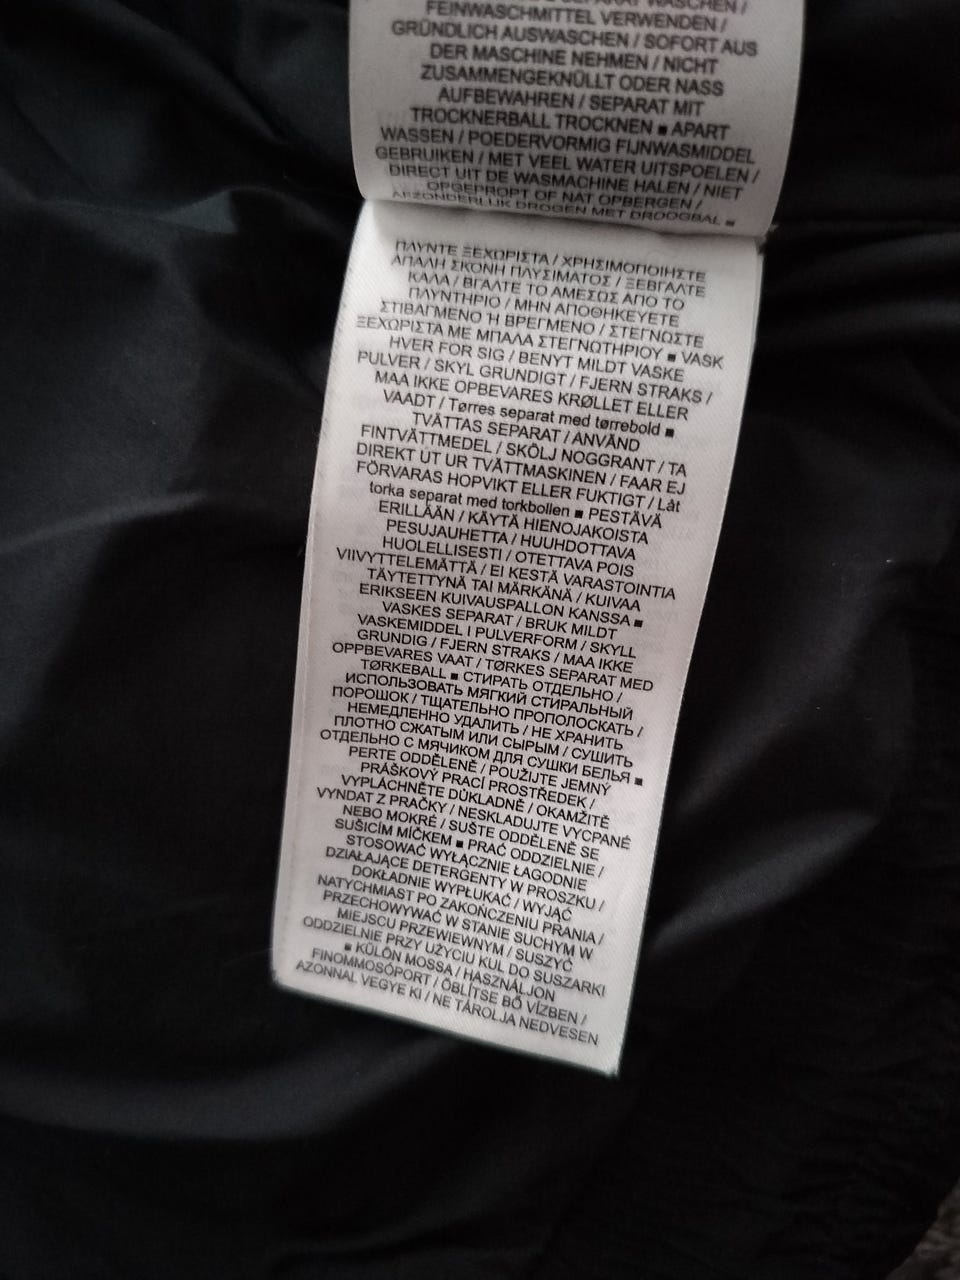 SEPARAT WASCHEN /
FEINWASCHMITTEL VERWENDEN /
GRÜNDLICH AUSWASCHEN / SOFORT AUS
DER MASCHINE NEHMEN / NICHT
ZUSAMMENGEKNÜLLT ODER NASS
AUFBEWAHREN / SEPARAT MIT
TROCKNERBALL TROCKNEN ■ APART
WASSEN / POEDERVORMIG FIJNWASMIDDEL
GEBRUIKEN / MET VEEL WATER UITSPOELEN /
DIRECT UIT DE WASMACHINE HALEN / NIET
OPGEPROPT OF NAT OPBERGEN /
AFZONDERLIJK DROGEN MET DROOGBAL ■
ΠΛΥΝΤΕ ΞΕΧΩΡΙΣΤΑ / ΧΡΗΣΙΜΟΠΟΙΗΣΤΕ
ΑΠΑΛΗ ΣΚΟΝΗ ΠΛΥΣΙΜΑΤΟΣ / ΞΕΒΓΑΛΤΕ
ΚΑΛΑ / ΒΓΑΛΤΕ ΤΟ ΑΜΕΣΩΣ ΑΠΟ ΤΟ
ΠΛΥΝΤΗΡΙΟ / ΜΗΝ ΑΠΟΘΗΚΕΥΕΤΕ
ΣΤΙΒΑΓΜΕΝΟ Ή ΒΡΕΓΜΕΝΟ / ΣΤΕΓΝΩΣΤΕ
ΞΕΧΩΡΙΣΤΑ ΜΕ ΜΠΑΛΑ ΣΤΕΓΝΩΤΗΡΙΟΥ ■ VASK
HVER FOR SIG / BENYT MILDT VASKE
PULVER / SKYL GRUNDIGT / FJERN STRAKS /
MAA IKKE OPBEVARES KRØLLET ELLER
VAADT / Tørres separat med tørrebold ■
TVÄTTAS SEPARAT / ANVÄND
FINTVÄTTMEDEL / SKÖLJ NOGGRANT / TA
DIREKT UT UR TVÄTTMASKINEN / FAAR EJ
FÖRVARAS HOPVIKT ELLER FUKTIGT / Låt
torka separat med torkbollen ■ PESTÄVÄ
ERILLÄÄN / KÄYTÄ HIENOJAKOISTA
PESUJAUHETTA / HUUHDOTTAVA
HUOLELLISESTI / OTETTAVA POIS
VIIVYTTELEMÄTTÄ / EI KESTÄ VARASTOINTIA
TÄYTETTYNÄ TAI MÄRKÄNÄ / KUIVAA
ERIKSEEN KUIVAUSPALLON KANSSA ■
VASKES SEPARAT / BRUK MILDT
VASKEMIDDEL I PULVERFORM / SKYLL
GRUNDIG / FJERN STRAKS / MAA IKKE
OPPBEVARES VAAT / TØRKES SEPARAT MED
TØRKEBALL ■ СТИРАТЬ ОТДЕЛЬНО /
ИСПОЛЬЗОВАТЬ МЯГКИЙ СТИРАЛЬНЫЙ
ПОРОШОК / ТЩАТЕЛЬНО ПРОПОЛОСКАТЬ /
НЕМЕДЛЕННО УДАЛИТЬ / НЕ ХРАНИТЬ
ПЛОТНО СЖАТЫМ ИЛИ СЫРЫМ / СУШИТЬ
ОТДЕЛЬНО С МЯЧИКОМ ДЛЯ СУШКИ БЕЛЬЯ ■
PERTE ODDĚLENĚ / POUŽIJTE JEMNÝ
PRÁŠKOVÝ PRACÍ PROSTŘEDEK /
VYPLÁCHNĚTE DŮKLADNĚ / OKAMŽITĚ
VYNDAT Z PRAČKY / NESKLADUJTE VYCPANÉ
NEBO MOKRÉ / SUŠTE ODDĚLENĚ SE
SUŠICÍM MÍČKEM ■ PRAĆ ODDZIELNIE /
STOSOWAĆ WYŁĄCZNIE ŁAGODNIE
DZIAŁAJĄCE DETERGENTY W PROSZKU /
DOKŁADNIE WYPŁUKAĆ / WYJĄĆ
NATYCHMIAST PO ZAKOŃCZENIU PRANIA /
PRZECHOWYWAĆ W STANIE SUCHYM W
MIEJSCU PRZEWIEWNYM / SUSZYĆ
ODDZIELNIE PRZY UŻYCIU KUL DO SUSZARKI
■ KÜLÖN MOSSA / HASZNÁLJON
FINOMMOSÓPORT / ÖBLÍTSE BŐ VÍZBEN /
AZONNAL VEGYE KI / NE TÁROLJA NEDVESEN